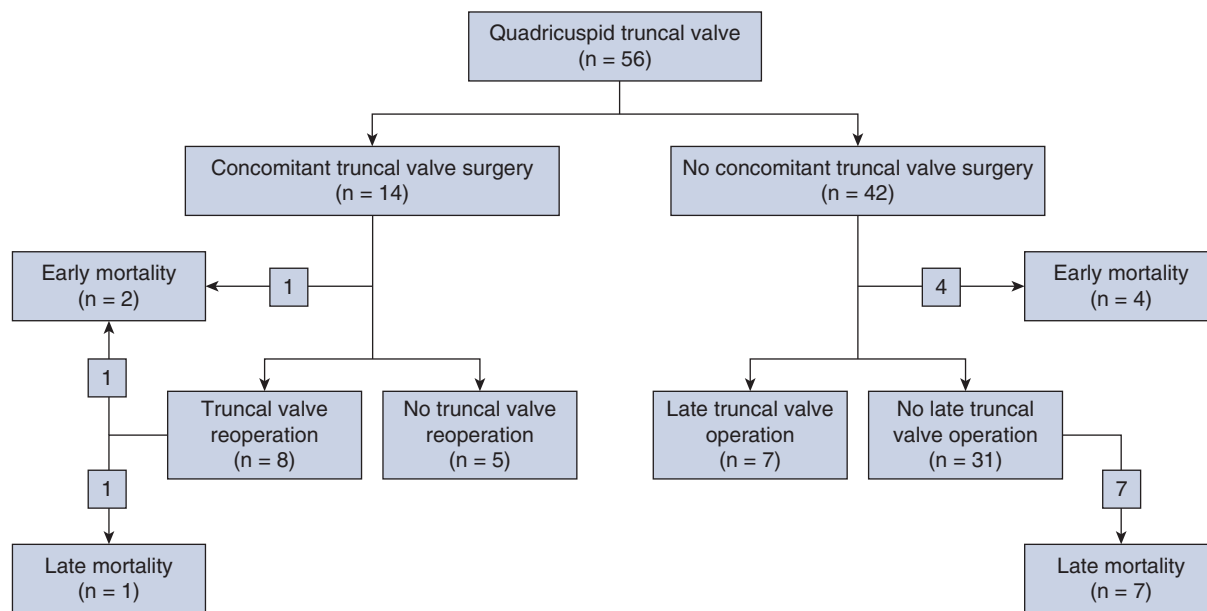 Quadricuspid truncal valve
(n = 56)
Concomitant truncal valve surgery
(n = 14)
No concomitant truncal valve surgery
(n = 42)
Early mortality
(n = 2)
1
4
Early mortality
(n = 4)
1
Truncal valve
reoperation
(n = 8)
No truncal valve
reoperation
(n = 5)
Late truncal valve
operation
(n = 7)
No late truncal
valve operation
(n = 31)
1
7
Late mortality
(n = 1)
Late mortality
(n = 7)